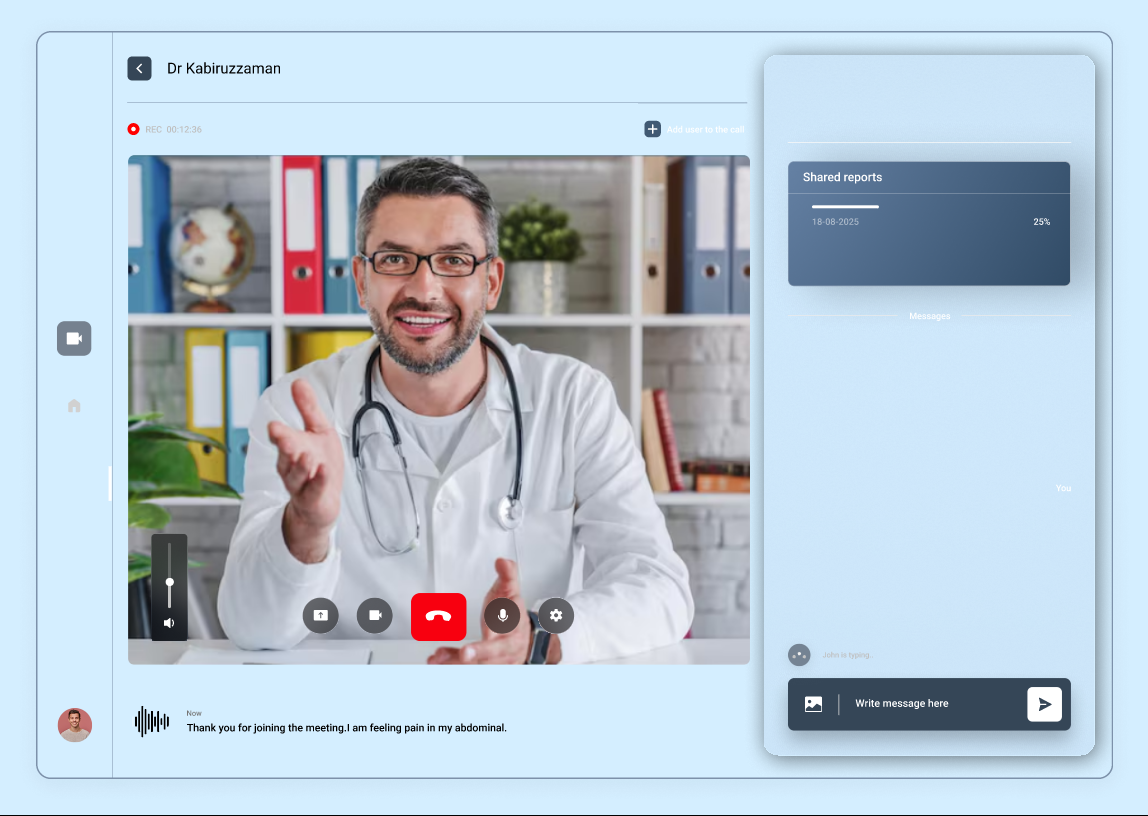 Dr Kabiruzzaman
REC 00:12:36
Add user to the call
Shared reports
18-08-2025
25%
Messages
You
John is typing..
Now
Thank you for joining the meeting.I am feeling pain in my abdominal.
Write message here